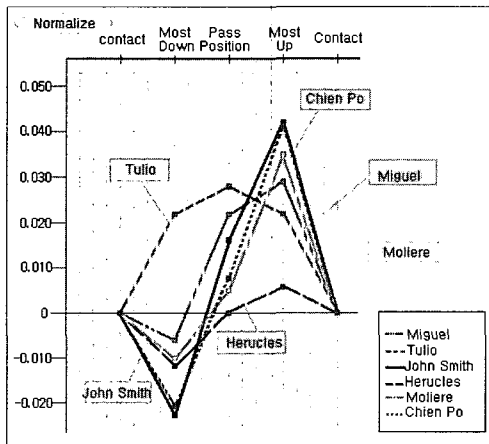 Normalize
contact Most Down Pass Position Most Up Contact
0.050
Chien Po
0.040
Tulio
Miguel
0.030
0.020
Moliere
0.010
0
Herucles
-0.010
John Smith
-0.020
Miguel
Tulio
John Smith
Herucles
Moliere
Chien Po